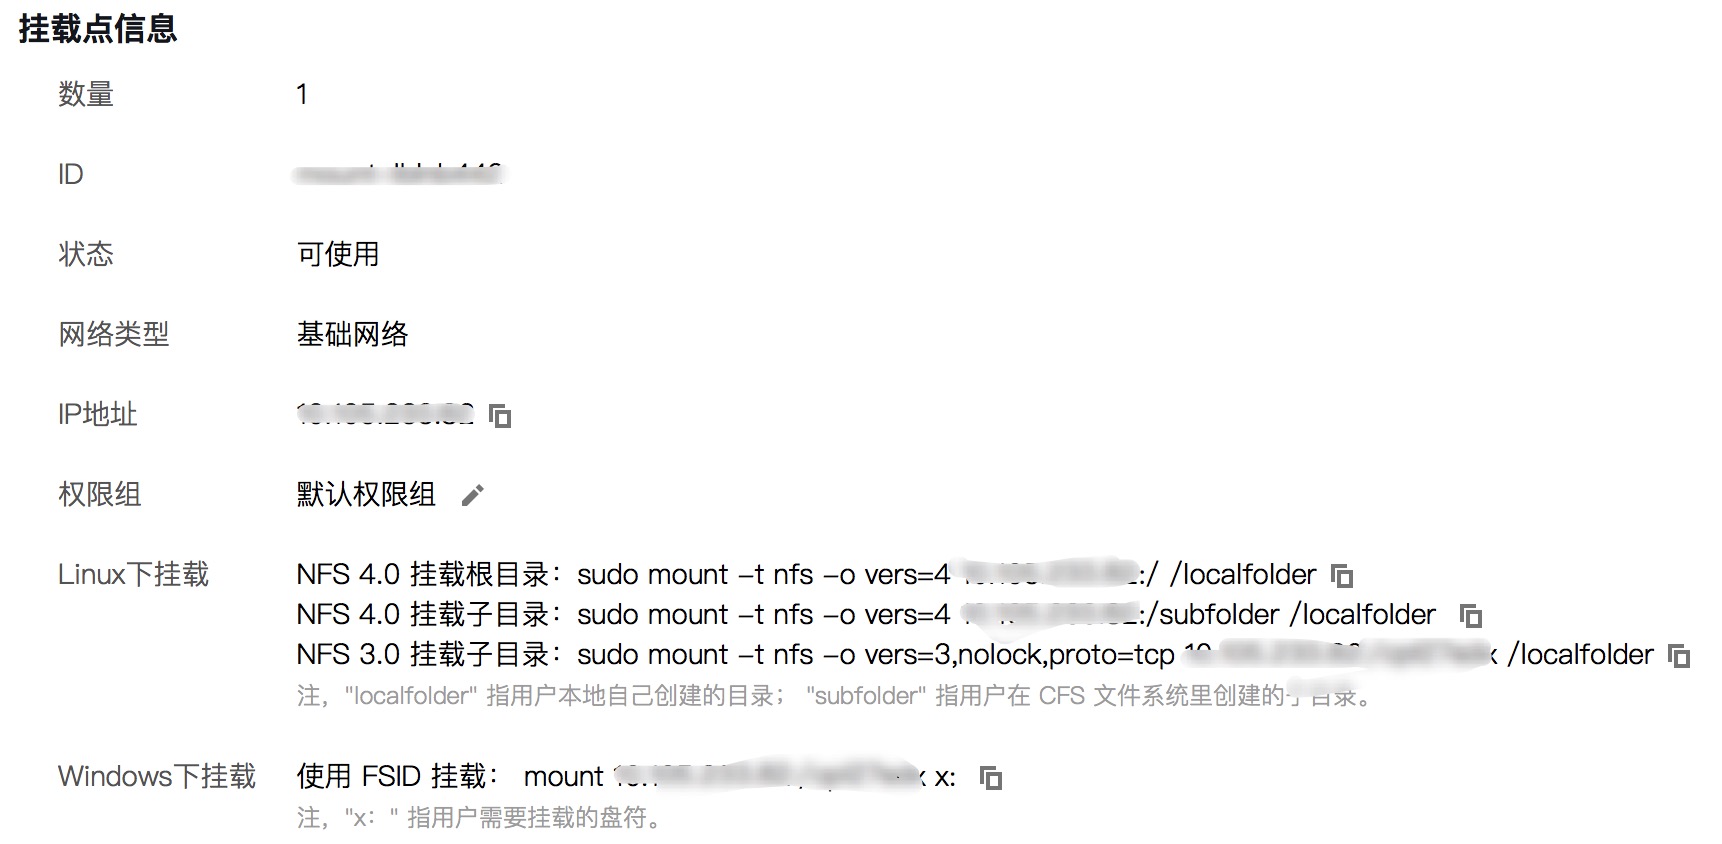 挂载点信息
数量 1
ID
状态 可使用
网络类型 基础网络
IP地址
权限组 默认权限组
Linux下挂载 NFS 4.0 挂载根目录：sudo mount –t nfs –o vers=4 :/ /localfolder
NFS 4.0 挂载子目录：sudo mount –t nfs –o vers=4 :/subfolder /localfolder
NFS 3.0 挂载子目录：sudo mount –t nfs –o vers=3,nolock,proto=tcp /localfolder
注，"localfolder" 指用户本地自己创建的目录； "subfolder" 指用户在 CFS 文件系统里创建的子目录。
Windows下挂载 使用 FSID 挂载： mount x:
注，"x：" 指用户需要挂载的盘符。